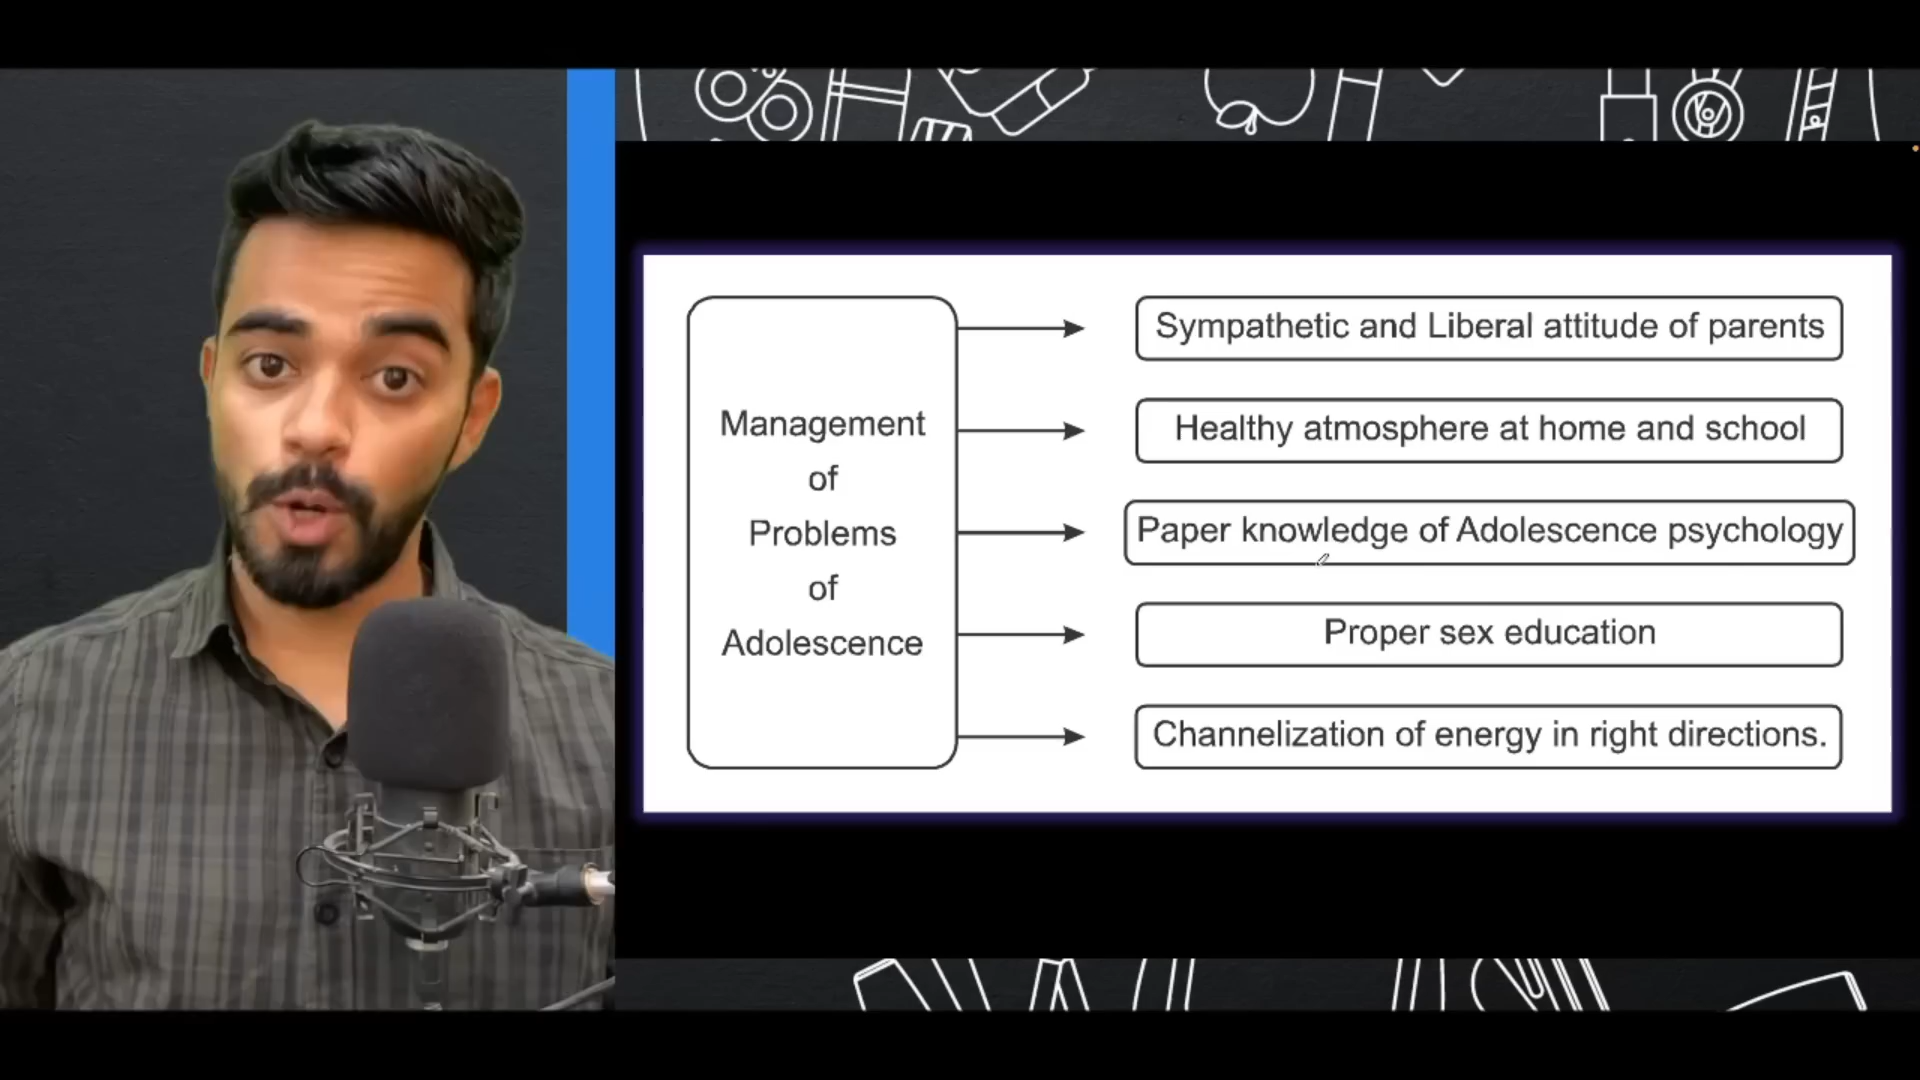 Management
of
Problems
of
Adolescence
Sympathetic and Liberal attitude of parents
Healthy atmosphere at home and school
Paper knowledge of Adolescence psychology
Proper sex education
Channelization of energy in right directions.